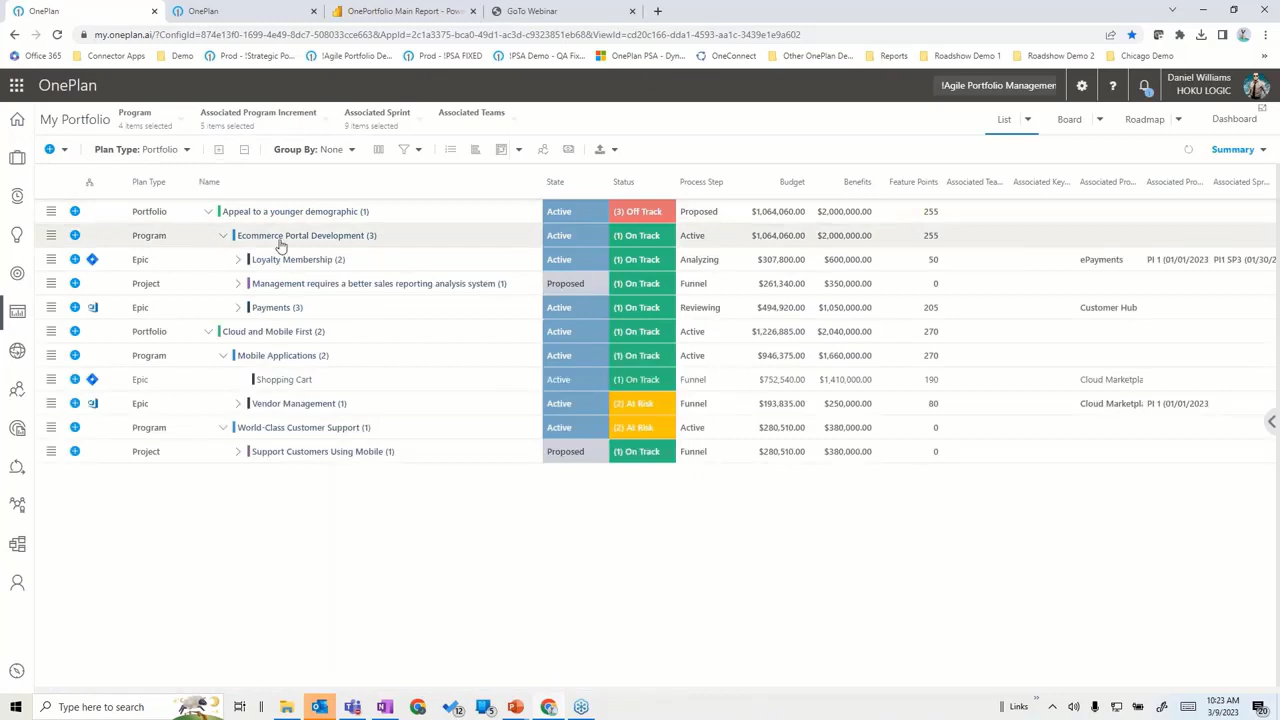 OnePlan
OnePlan
OnePortfolio Main Report - Powe
GoTo Webinar
my.oneplan.ai/?ConfigId=874e13f0-1699-4e49-8dc7-508033cce663&AppId=2c1a3375-bca4-49d1-ac3d-c9323851eb68&ViewId=cd20c166-dda1-4593-aa1c-3439e1e9a602
Office 365
Connector Apps
Demo
Prod - !Strategic Po...
!Agile Portfolio Dem...
Prod - !PSA FIXED
!PSA Demo - QA Fix...
OnePlan PSA - Dyn...
OneConnect
Other OnePlan De...
Reports
Roadshow Demo 1
Roadshow Demo 2
Chicago Demo
OnePlan
!Agile Portfolio Managemen
Daniel Williams
HOKU LOGIC
My Portfolio
Program
4 items selected
Associated Program Increment
5 items selected
Associated Sprint
9 items selected
Associated Teams
List
Board
Roadmap
Dashboard
Plan Type: Portfolio
Group By: None
Summary
Plan Type Name State Status Process Step Budget Benefits Feature Points Associated Tea... Associated Key... Associated Pro... Associated Pro... Associated Spr...
Portfolio Appeal to a younger demographic (1) Active (3) Off Track Proposed $1,064,060.00 $2,000,000.00 255
Program Ecommerce Portal Development (3) Active (1) On Track Active $1,064,060.00 $2,000,000.00 255
Epic Loyalty Membership (2) Active (1) On Track Analyzing $307,800.00 $600,000.00 50 ePayments PI 1 (01/01/2023 PI1 SP3 (01/30/2
Project Management requires a better sales reporting analysis system (1) Proposed (1) On Track Funnel $261,340.00 $350,000.00 0
Epic Payments (3) Active (1) On Track Reviewing $494,920.00 $1,050,000.00 205 Customer Hub
Portfolio Cloud and Mobile First (2) Active (1) On Track Active $1,226,885.00 $2,040,000.00 270
Program Mobile Applications (2) Active (1) On Track Active $946,375.00 $1,660,000.00 270
Epic Shopping Cart Active (1) On Track Funnel $752,540.00 $1,410,000.00 190 Cloud Marketpla
Epic Vendor Management (1) Active (2) At Risk Funnel $193,835.00 $250,000.00 80 Cloud Marketpla PI 1 (01/01/2023
Program World-Class Customer Support (1) Active (2) At Risk Active $280,510.00 $380,000.00 0
Project Support Customers Using Mobile (1) Proposed (1) On Track Funnel $280,510.00 $380,000.00 0
Type here to search
Links
10:23 AM
3/9/2023